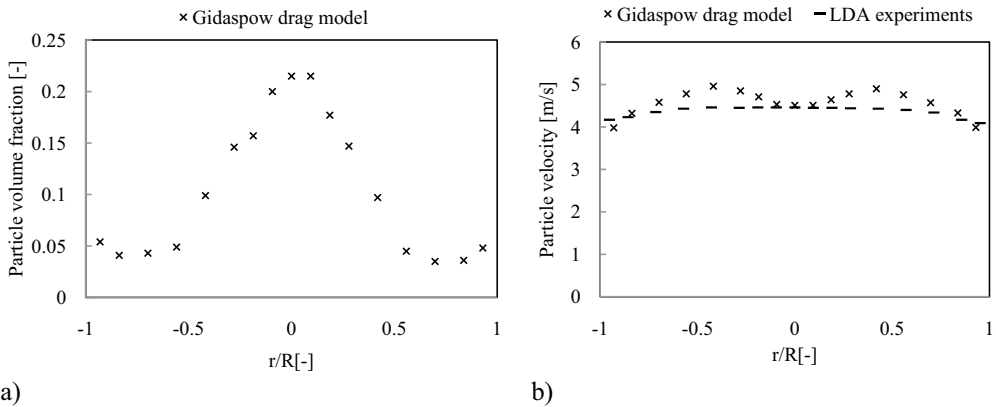 × Gidaspow drag model
Particle volume fraction [-]
0.25
0.2
0.15
0.1
0.05
0
-1 -0.5 0 0.5 1
r/R[-]
a)
× Gidaspow drag model – LDA experiments
Particle velocity [m/s]
6
5
4
3
2
1
0
-1 -0.5 0 0.5 1
r/R[-]
b)